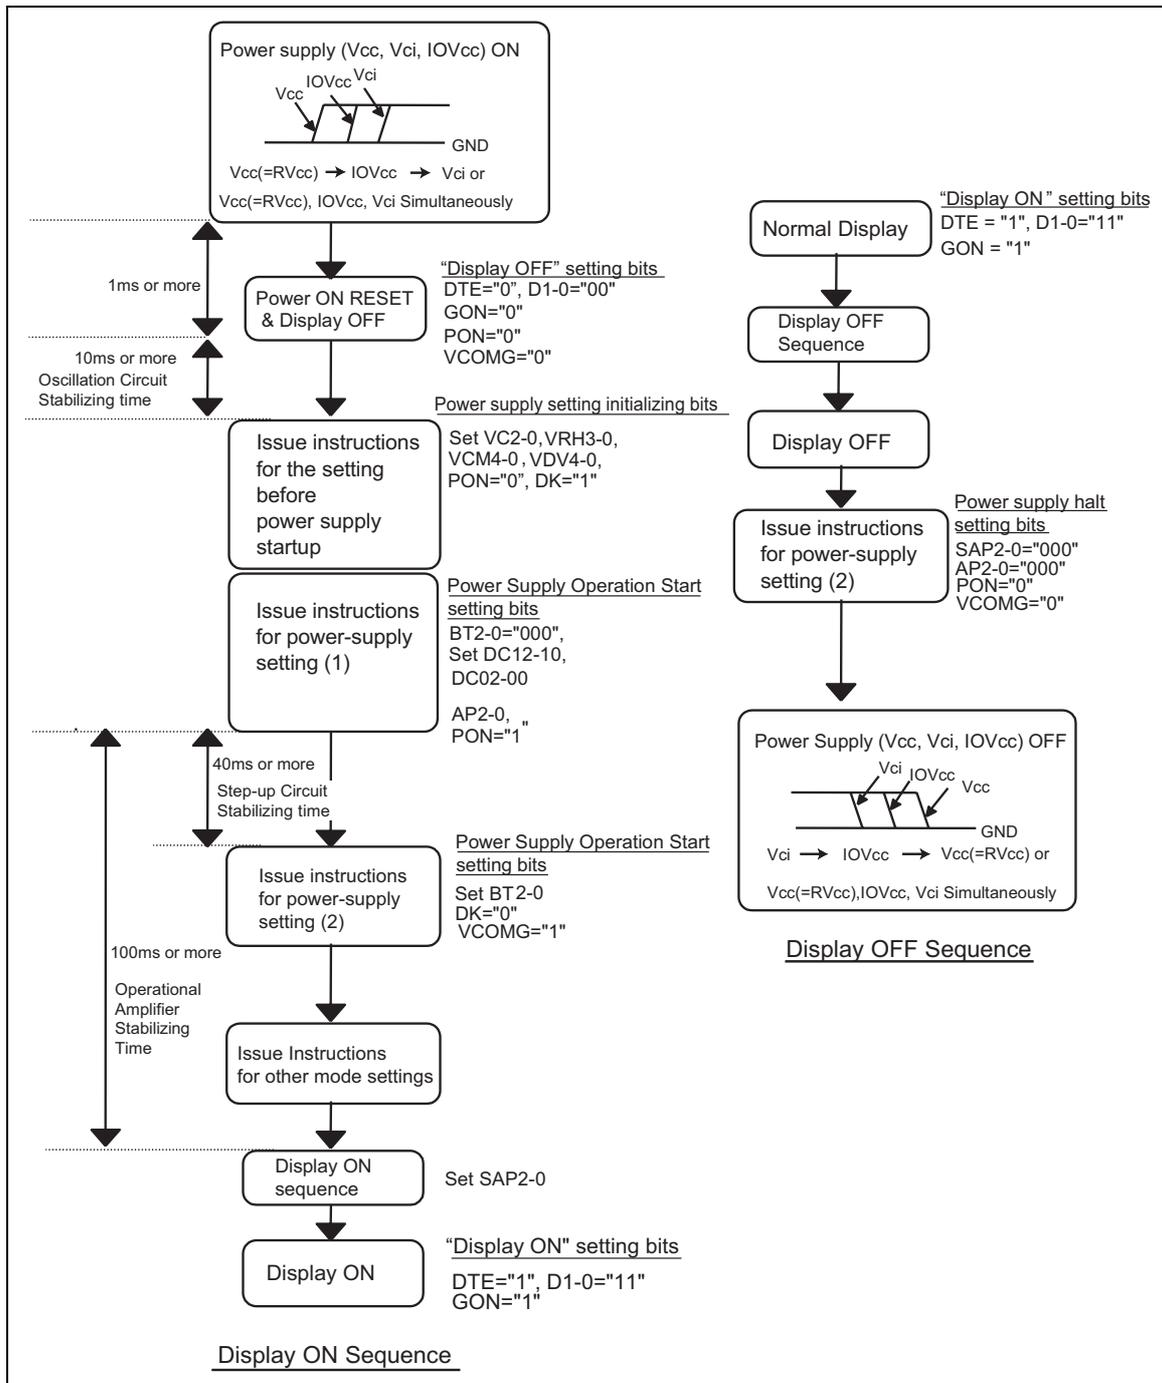 Power supply (Vcc, Vci, IOVcc) ON
Vcc
IOVcc
Vci
GND
Vcc(=RVcc) → IOVcc → Vci or
Vcc(=RVcc), IOVcc, Vci Simultaneously
1ms or more
Power ON RESET
& Display OFF
“Display OFF” setting bits
DTE="0”, D1-0="00"
GON="0"
PON="0"
VCOMG="0"
10ms or more
Oscillation Circuit
Stabilizing time
Issue instructions
for the setting
before
power supply
startup
Power supply setting initializing bits
Set VC2-0,VRH3-0,
VCM4-0, VDV4-0,
PON="0”, DK="1"
Issue instructions
for power-supply
setting (1)
Power Supply Operation Start
setting bits
BT2-0="000",
Set DC12-10,
DC02-00
AP2-0,
PON="1"
40ms or more
Step-up Circuit
Stabilizing time
Issue instructions
for power-supply
setting (2)
Power Supply Operation Start
setting bits
Set BT2-0
DK="0"
VCOMG="1"
100ms or more
Operational
Amplifier
Stabilizing
Time
Issue Instructions
for other mode settings
Display ON
sequence
Set SAP2-0
Display ON
“Display ON" setting bits
DTE="1", D1-0="11"
GON="1"
Display ON Sequence
Normal Display
“Display ON” setting bits
DTE = "1", D1-0="11"
GON = "1"
Display OFF
Sequence
Display OFF
Issue instructions
for power-supply
setting (2)
Power supply halt
setting bits
SAP2-0="000"
AP2-0="000"
PON="0"
VCOMG="0"
Power Supply (Vcc, Vci, IOVcc) OFF
Vci
IOVcc
Vcc
GND
Vci → IOVcc → Vcc(=RVcc) or
Vcc(=RVcc),IOVcc, Vci Simultaneously
Display OFF Sequence